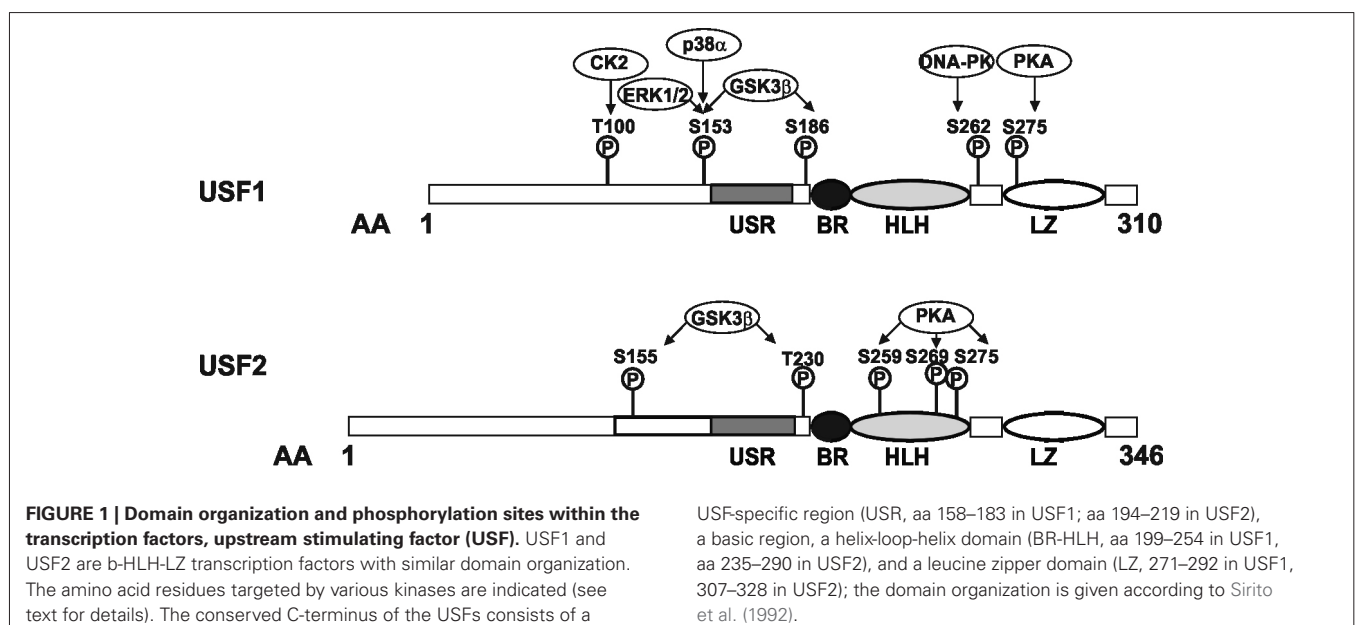 p38α
CK2
DNA-PK
PKA
ERK1/2
GSK3β
T100
S153
S186
S262
S275
P
P
P
P
P
USF1
AA
1
USR
BR
HLH
LZ
310
GSK3β
PKA
S155
T230
S259
S269
S275
P
P
P
P
P
USF2
AA
1
USR
BR
HLH
LZ
346
FIGURE 1 | Domain organization and phosphorylation sites within the
transcription factors, upstream stimulating factor (USF). USF1 and
USF2 are b-HLH-LZ transcription factors with similar domain organization.
The amino acid residues targeted by various kinases are indicated (see
text for details). The conserved C-terminus of the USFs consists of a
USF-specific region (USR, aa 158–183 in USF1; aa 194–219 in USF2),
a basic region, a helix-loop-helix domain (BR-HLH, aa 199–254 in USF1,
aa 235–290 in USF2), and a leucine zipper domain (LZ, 271–292 in USF1,
307–328 in USF2); the domain organization is given according to Sirito
et al. (1992).